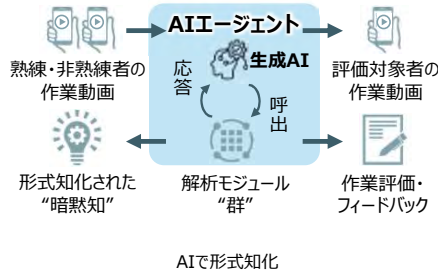 AIエージェント
生成AI
熟練・非熟練者の
作業動画
応答
呼出
評価対象者の
作業動画
形式知化された
“暗黙知”
解析モジュール
“群”
作業評価・
フィードバック
AIで形式知化